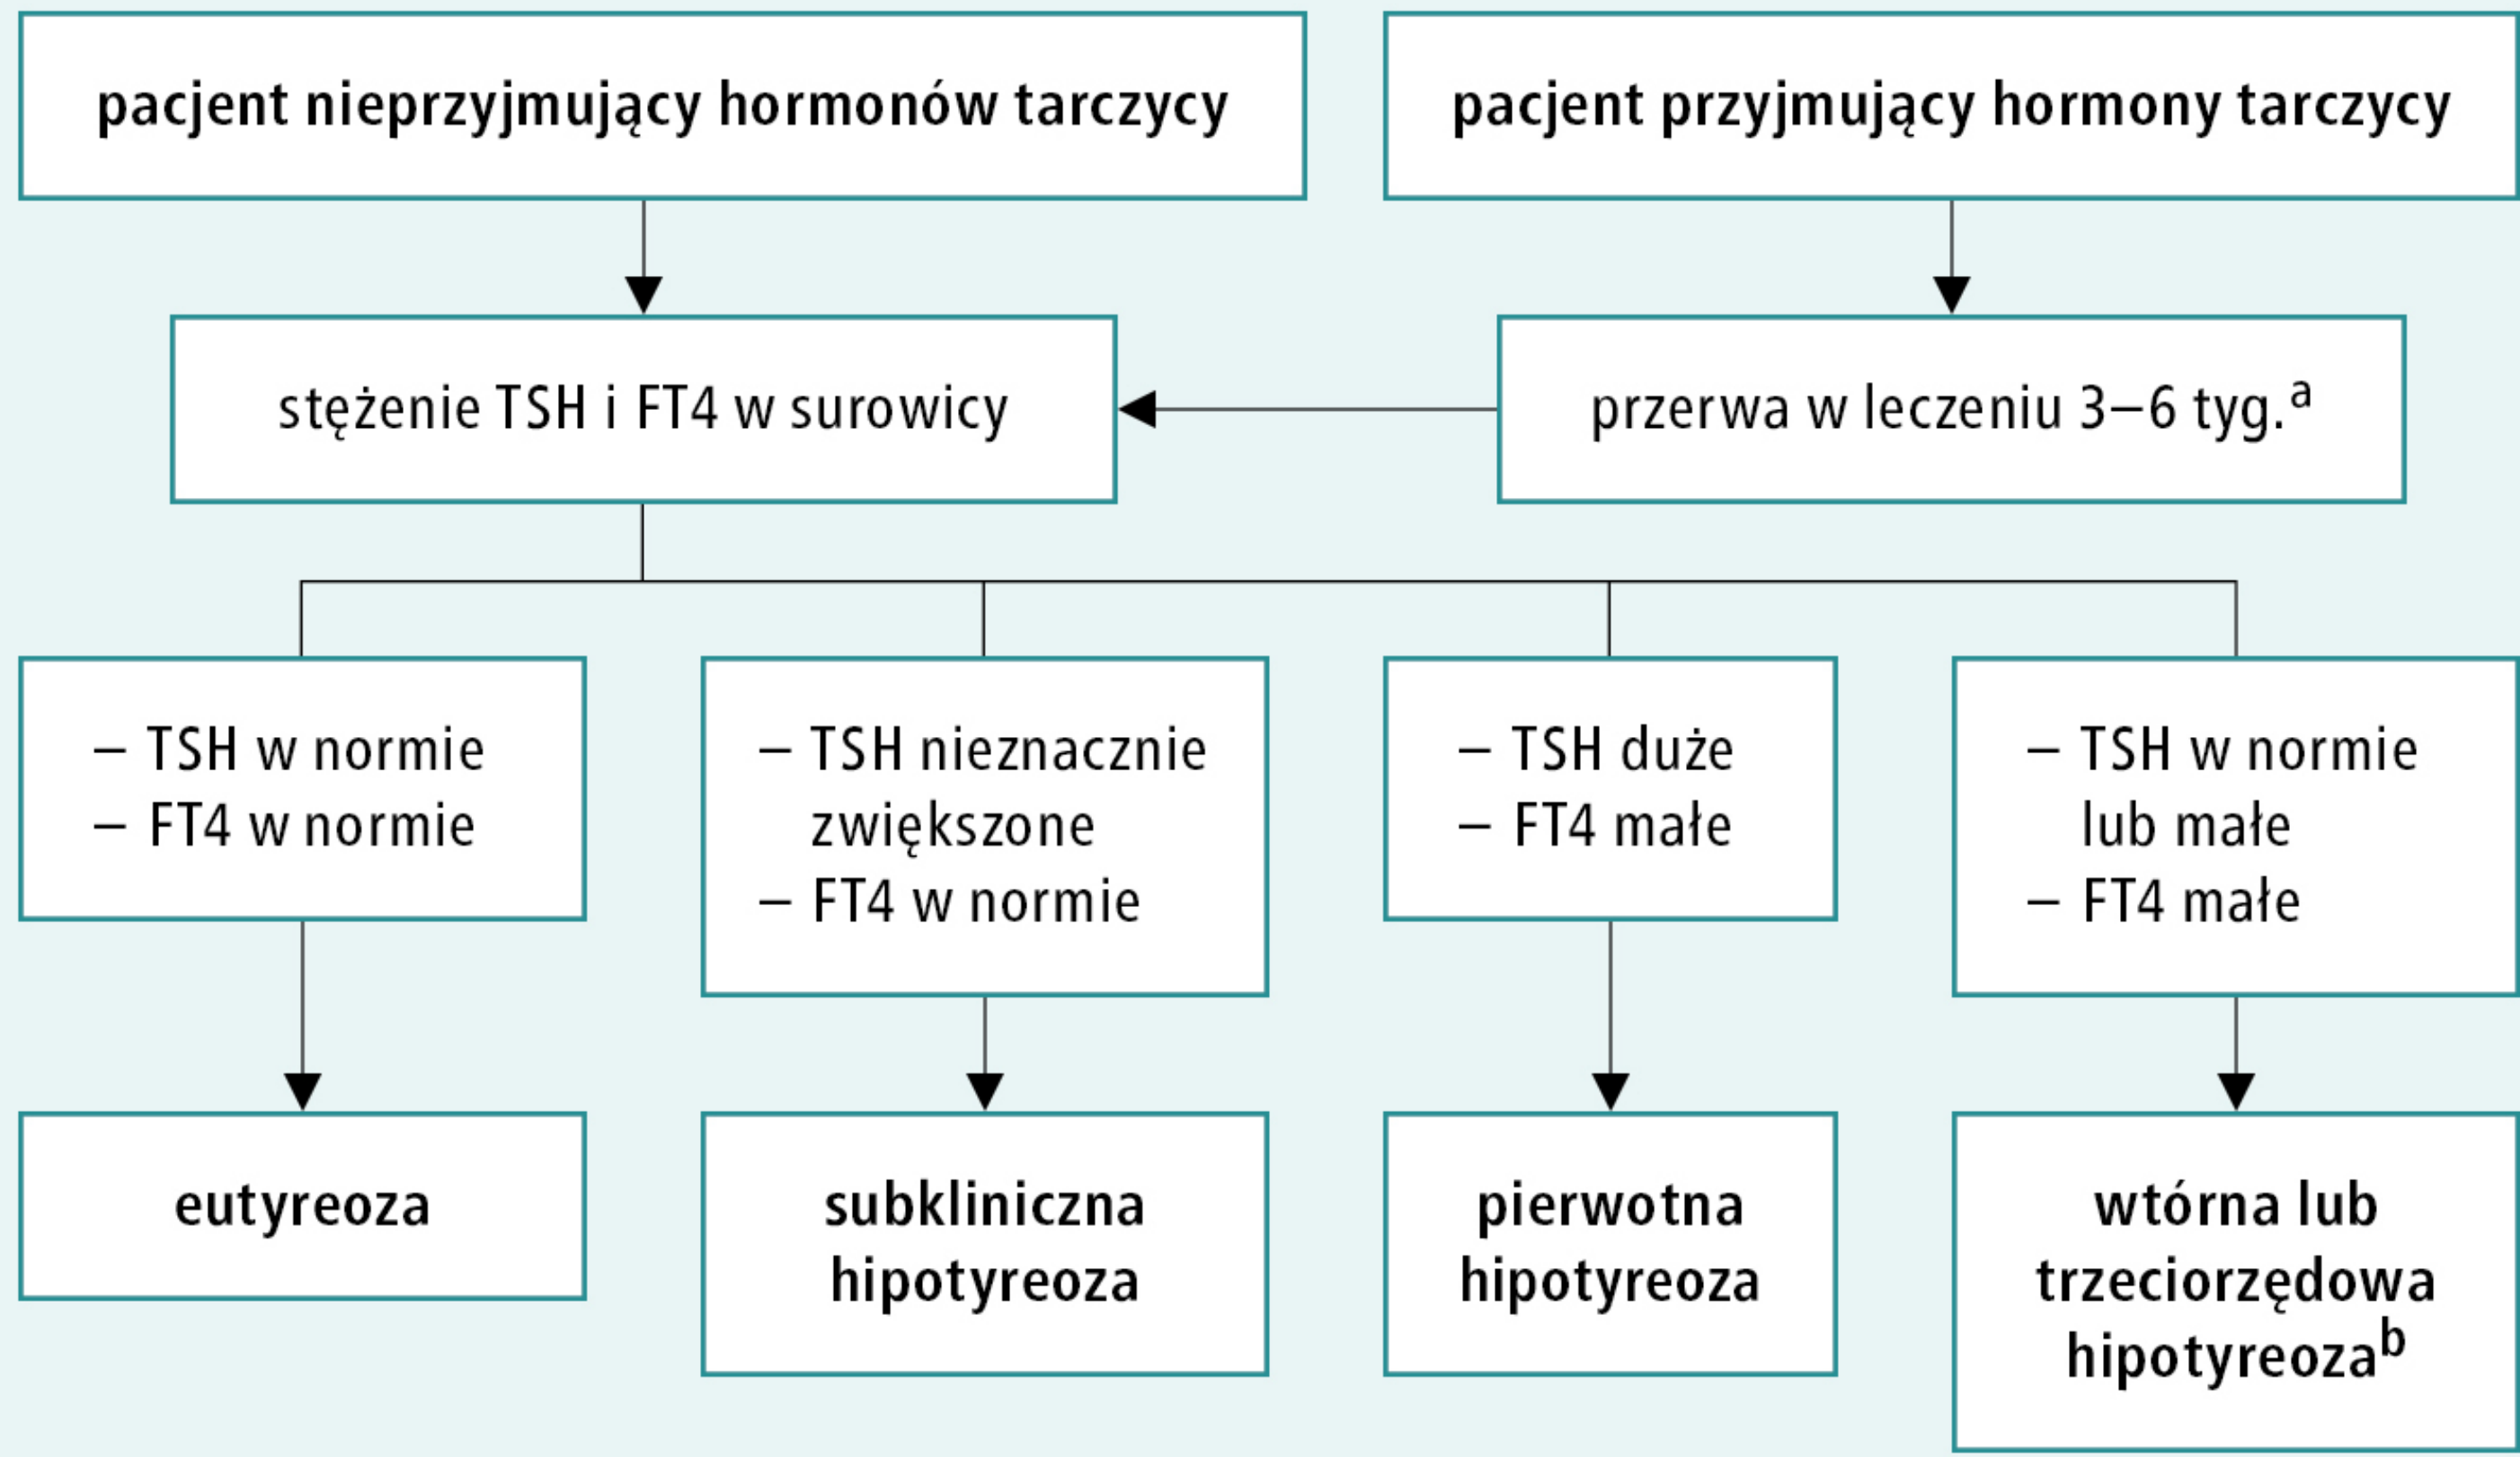 pacjent nieprzyjmujący hormonów tarczycy
pacjent przyjmujący hormony tarczycy
stężenie TSH i FT4 w surowicy
przerwa w leczeniu 3–6 tyg.a
– TSH w normie
– FT4 w normie
– TSH nieznacznie
zwiększone
– FT4 w normie
– TSH duże
– FT4 małe
– TSH w normie
lub małe
– FT4 małe
eutyreoza
subkliniczna
hipotyreoza
pierwotna
hipotyreoza
wtórna lub
trzeciorzędowa
hipotyreozab